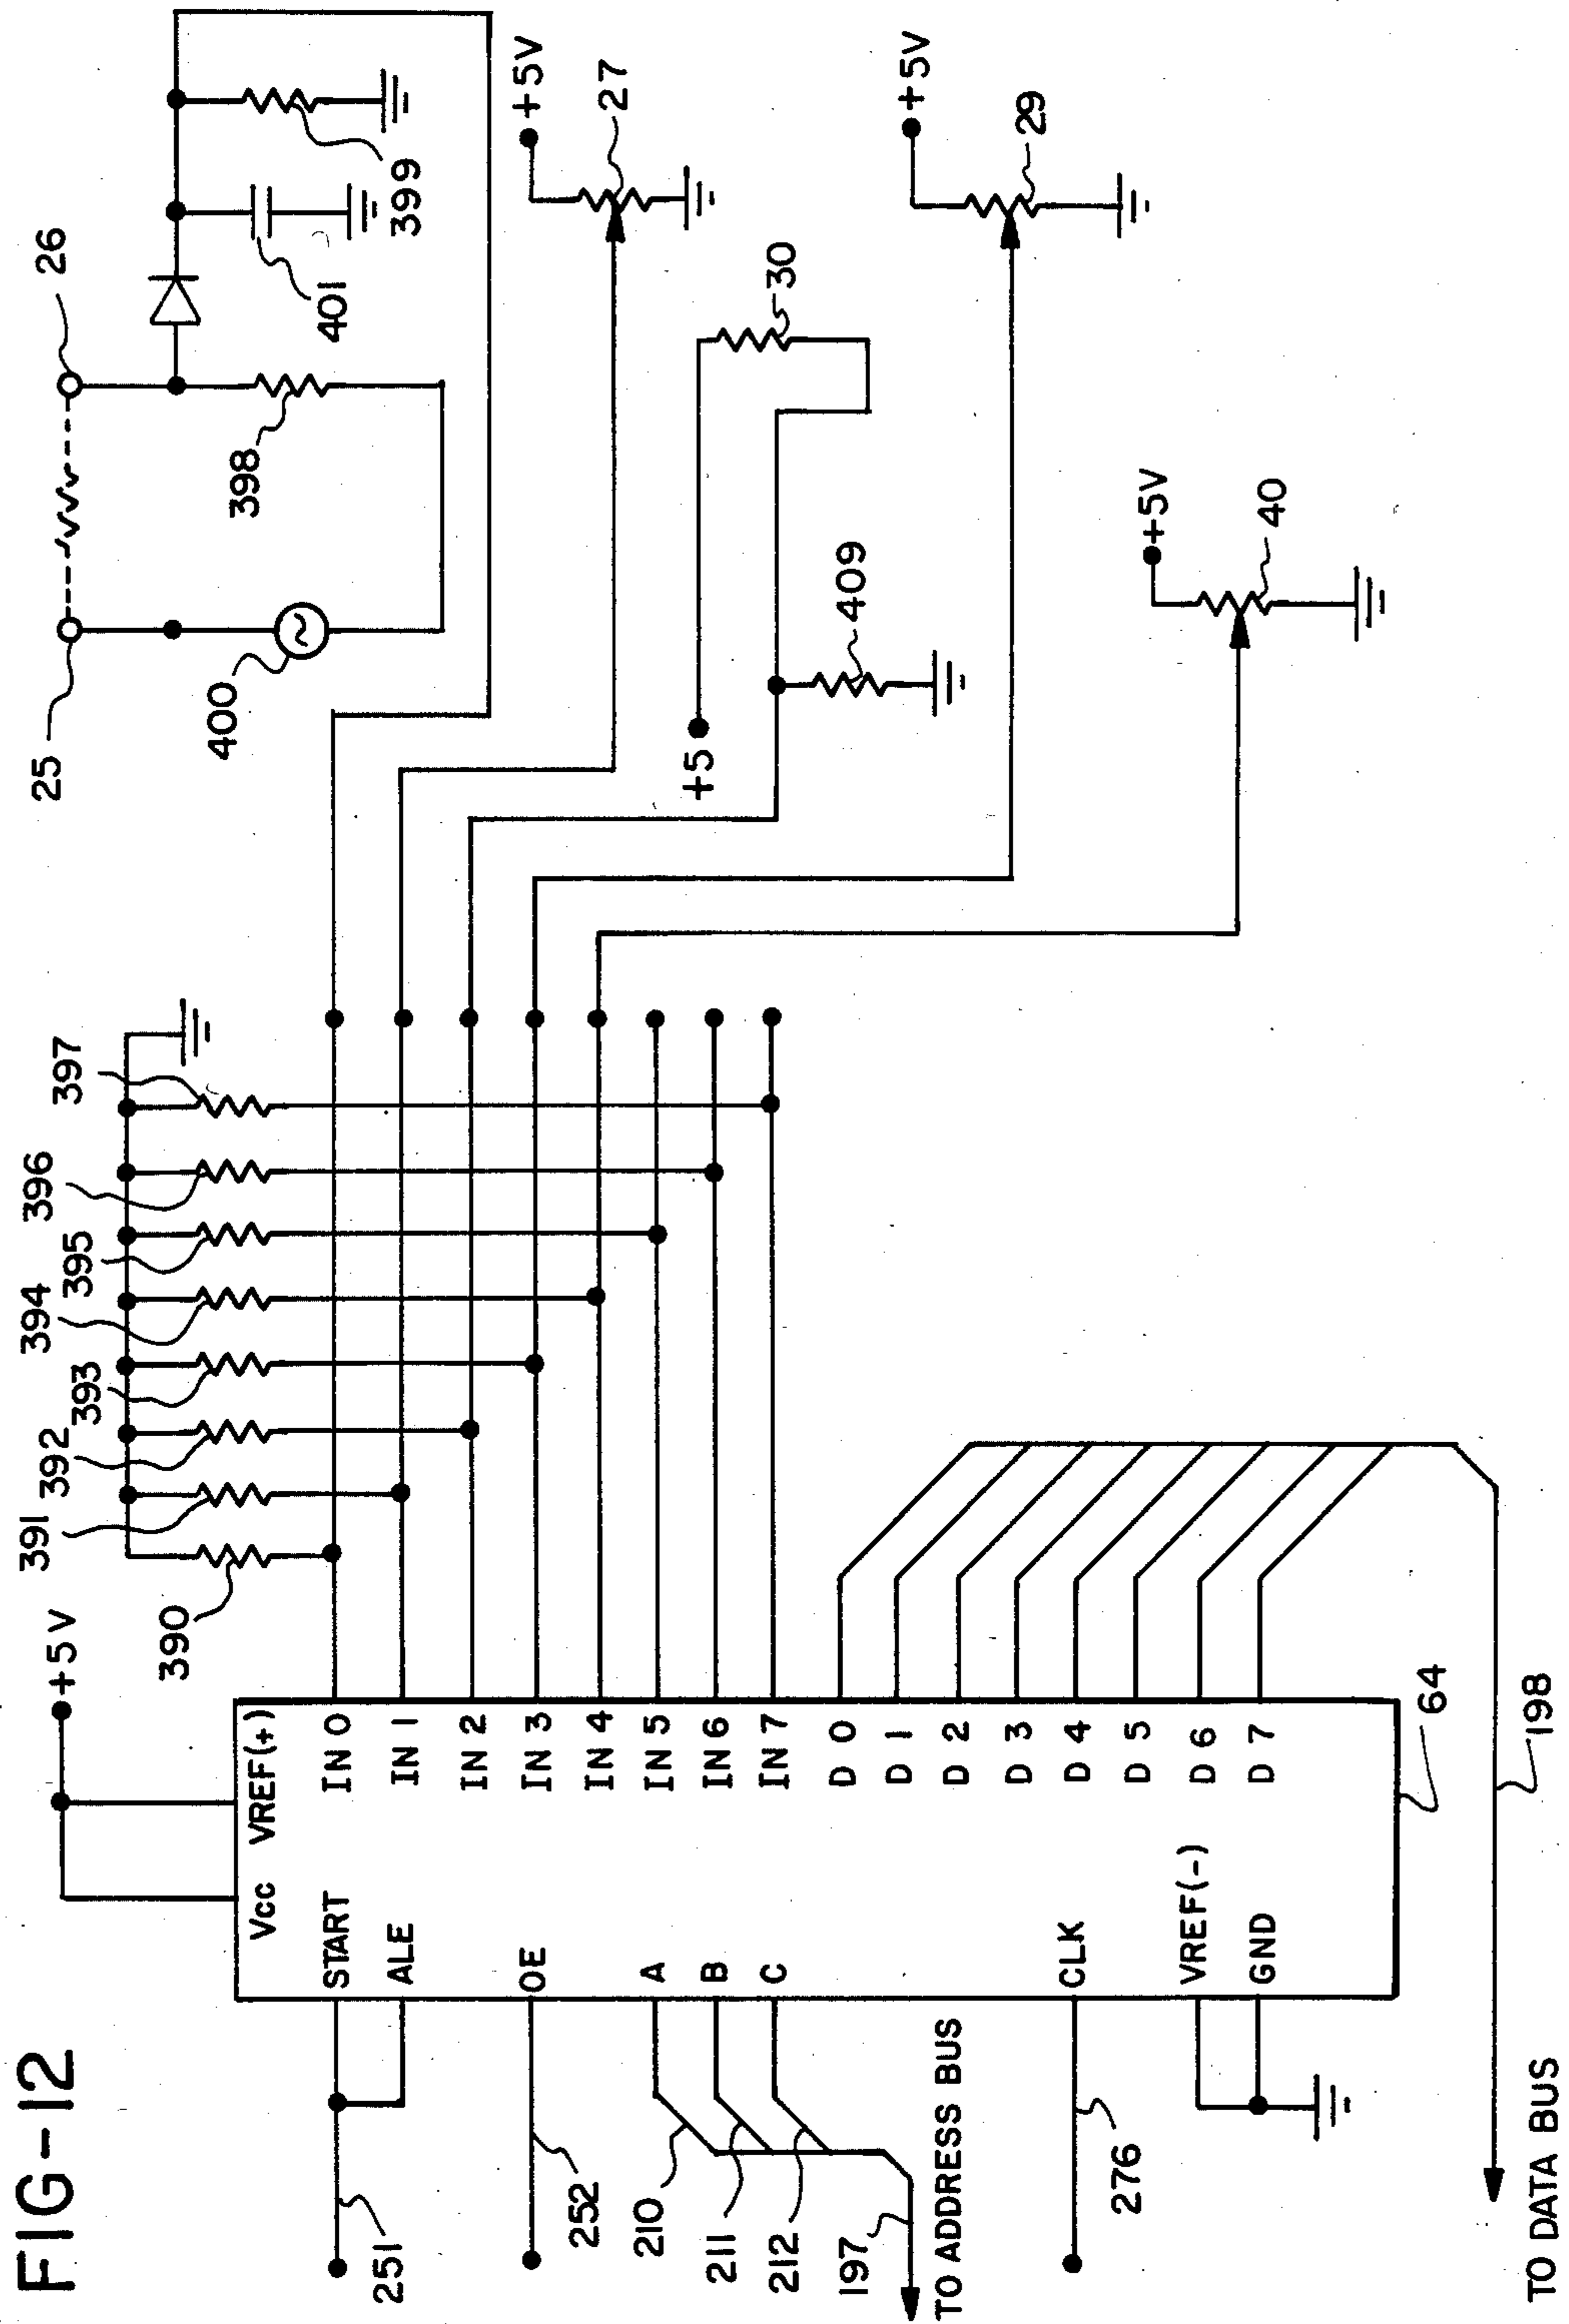 FIG-12
+5V
390
391
392
393
394
395
396
397
25
26
400
398
401
399
+5V
27
+5
30
409
+5V
29
+5V
40
Vcc
VREF(+)
START
ALE
OE
A
B
C
CLK
VREF(-)
GND
IN 0
IN 1
IN 2
IN 3
IN 4
IN 5
IN 6
IN 7
D 0
D 1
D 2
D 3
D 4
D 5
D 6
D 7
251
252
210
211
212
197
TO ADDRESS BUS
276
64
198
TO DATA BUS